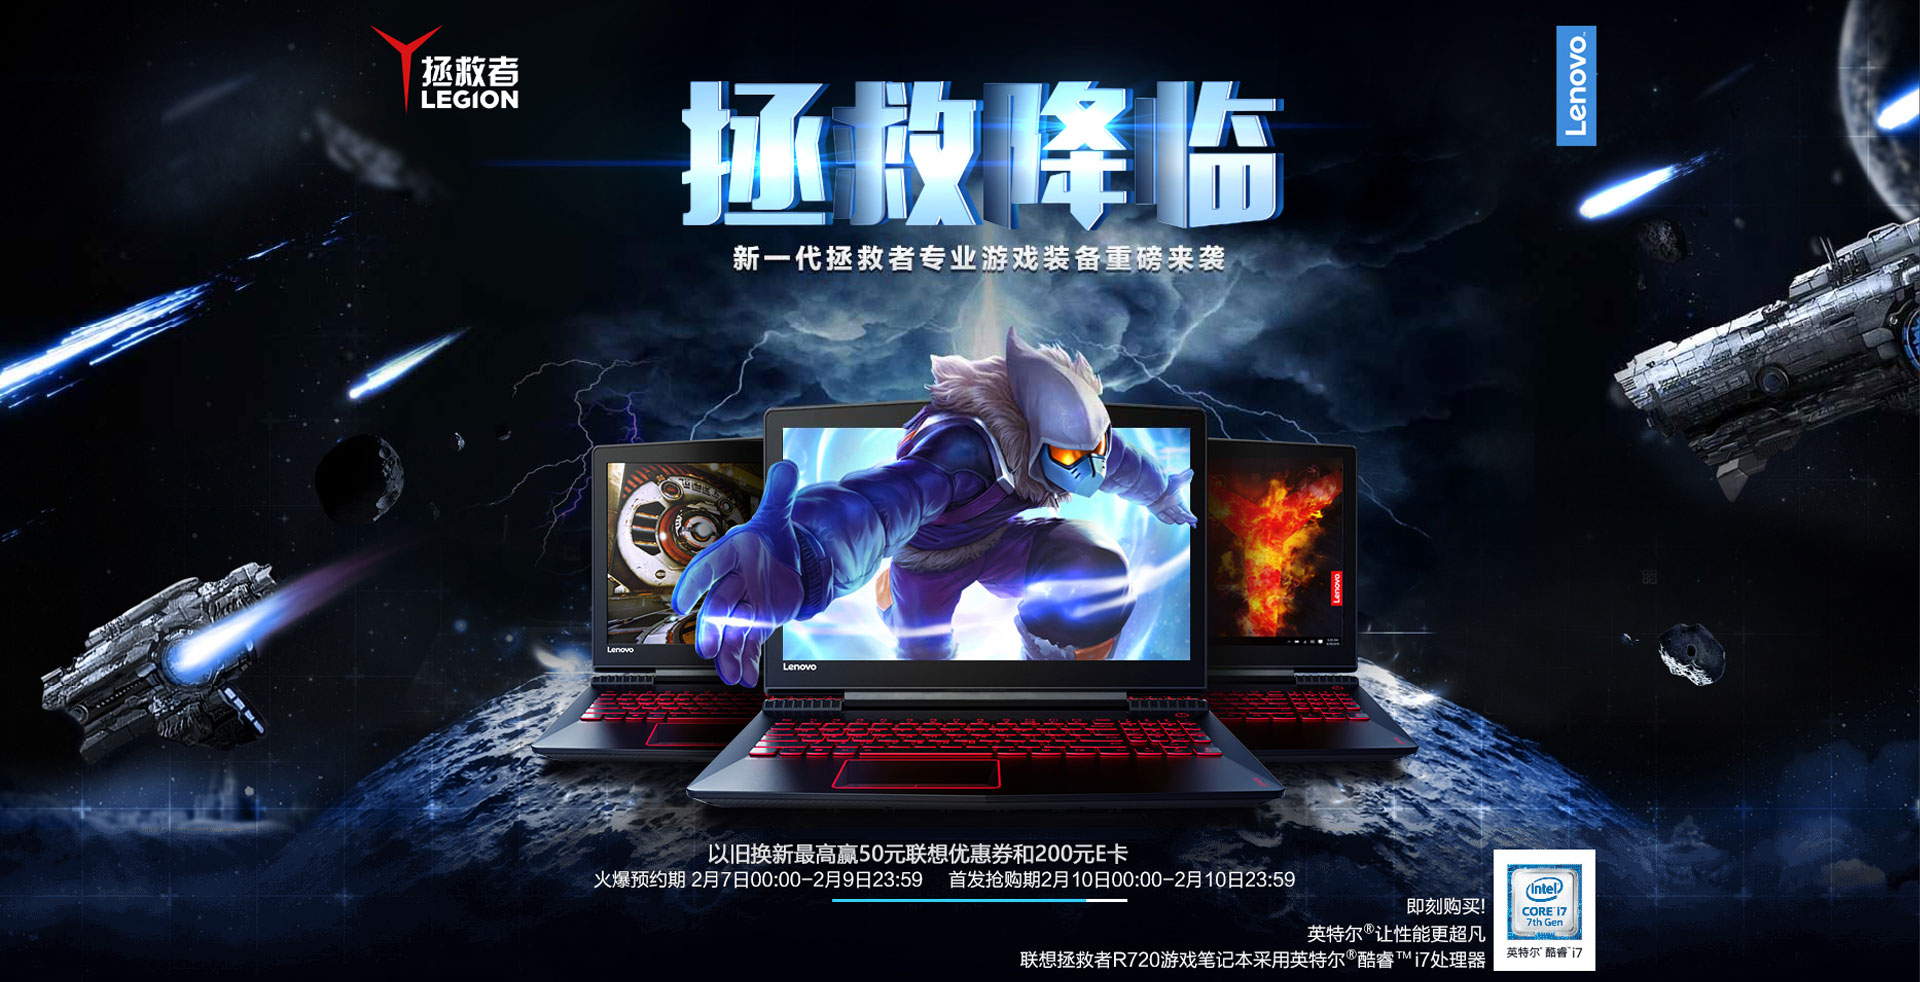 拯救者
LEGION
Lenovo
拯救降临
新一代拯救者专业游戏装备重磅来袭
Lenovo
Lenovo
Lenovo
以旧换新最高赢50元联想优惠券和200元E卡
火爆预约期 2月7日00:00-2月9日23:59 首发抢购期2月10日00:00-2月10日23:59
即刻购买!
英特尔®让性能更超凡
联想拯救者R720游戏笔记本采用英特尔®酷睿™ i7处理器
intel
CORE i7
7th Gen
英特尔® 酷睿™ i7